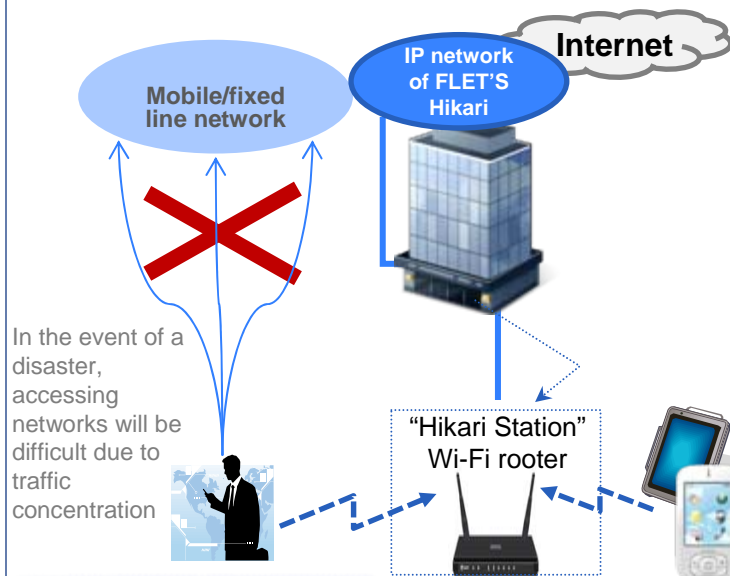 Internet
IP network
of FLET’S
Hikari
Mobile/fixed
line network
In the event of a
disaster,
accessing
networks will be
difficult due to
traffic
concentration
“Hikari Station”
Wi-Fi rooter